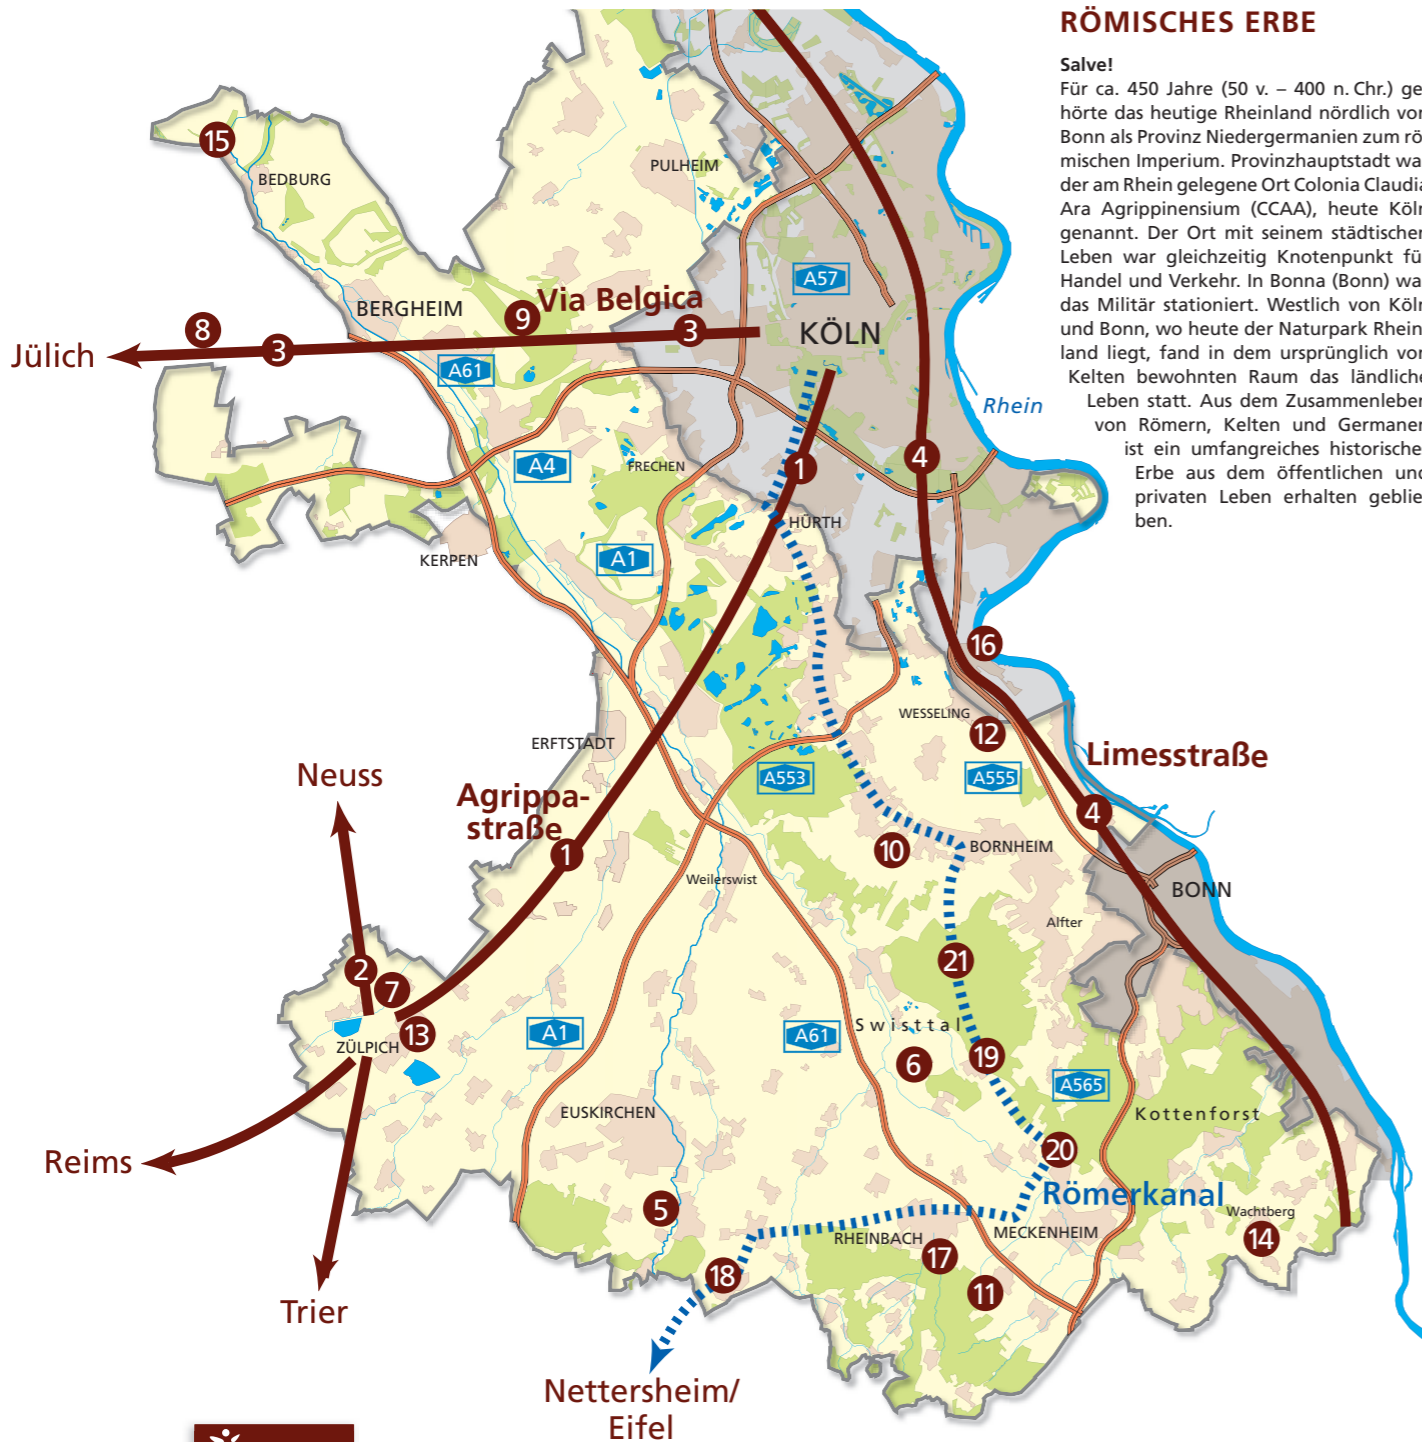 RÖMISCHES ERBE
Salve!
Für ca. 450 Jahre (50 v. – 400 n. Chr.) ge
hörte das heutige Rheinland nördlich vor
Bonn als Provinz Niedergermanien zum rö
mischen Imperium. Provinzhauptstadt wa
der am Rhein gelegene Ort Colonia Claudia
Ara Agrippinensium (CCAA), heute Köln
genannt. Der Ort mit seinem städtischen
Leben war gleichzeitig Knotenpunkt fü
Handel und Verkehr. In Bonna (Bonn) wa
das Militär stationiert. Westlich von Köln
und Bonn, wo heute der Naturpark Rhein
land liegt, fand in dem ursprünglich von
Kelten bewohnten Raum das ländliche
Leben statt. Aus dem Zusammenleben
von Römern, Kelten und Germanen
ist ein umfangreiches historische
Erbe aus dem öffentlichen und
privaten Leben erhalten geblie
ben.
15
BEDBURG
PULHEIM
A57
BERGHEIM
Via Belgica
9
8
3
3
KÖLN
Jülich
A61
Rhein
A4
FRECHEN
1
4
HÜRTH
KERPEN
A1
16
WESSELING
12
ERFTSTADT
Limesstraße
Neuss
A553
A555
Agrippa-
straße
4
1
10
BORNHEIM
Weilerswist
BONN
Alfter
2
7
21
13
A1
A61
Swisttal
ZÜLPICH
6
19
A565
EUSKIRCHEN
Kottenforst
Reims
20
Römerkanal
5
Wachtberg
RHEINBACH
MECKENHEIM
14
17
18
11
Trier
Nettersheim/
Eifel